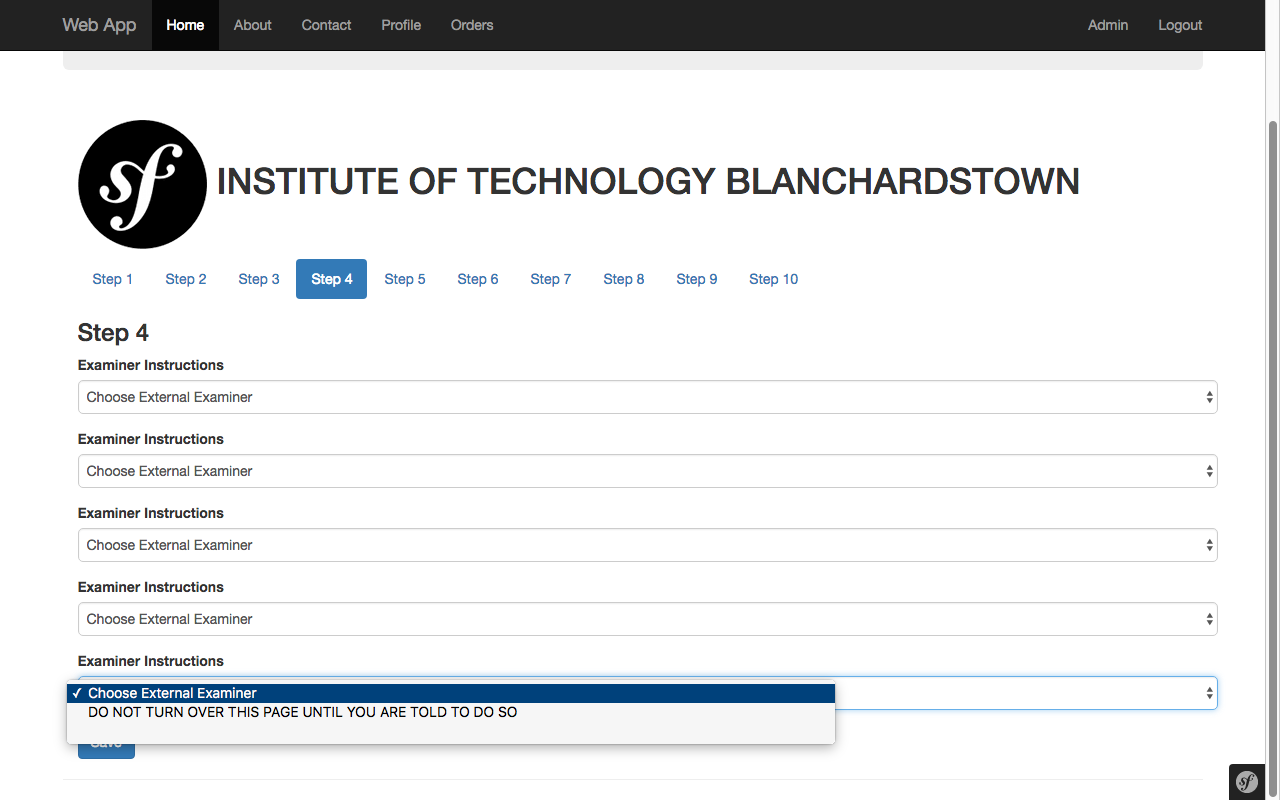 Web App Home About Contact Profile Orders Admin Logout
sf INSTITUTE OF TECHNOLOGY BLANCHARDSTOWN
Step 1 Step 2 Step 3 Step 4 Step 5 Step 6 Step 7 Step 8 Step 9 Step 10
Step 4
Examiner Instructions
Choose External Examiner
Examiner Instructions
Choose External Examiner
Examiner Instructions
Choose External Examiner
Examiner Instructions
Choose External Examiner
Examiner Instructions
✓ Choose External Examiner
DO NOT TURN OVER THIS PAGE UNTIL YOU ARE TOLD TO DO SO
Save
sf